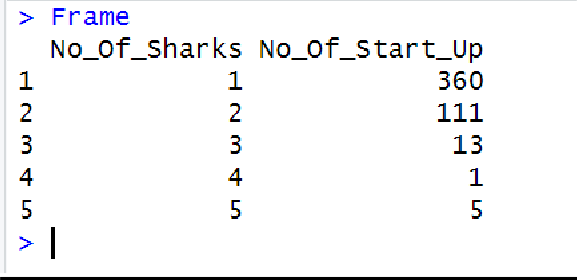 > Frame
  No_Of_Sharks No_Of_Start_Up
1            1            360
2            2            111
3            3             13
4            4              1
5            5              5
>